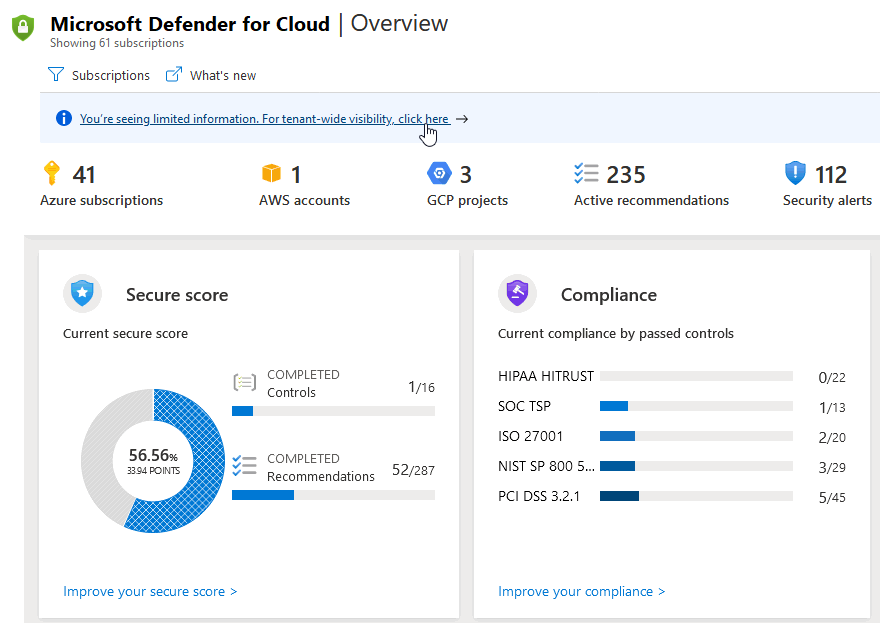 Microsoft Defender for Cloud | Overview
Showing 61 subscriptions
Subscriptions What's new
You're seeing limited information. For tenant-wide visibility, click here →
41 1 3 235 112
Azure subscriptions AWS accounts GCP projects Active recommendations Security alerts
Secure score
Current secure score
COMPLETED
Controls 1/16
56.56%
33.94 POINTS
COMPLETED
Recommendations 52/287
Improve your secure score >
Compliance
Current compliance by passed controls
HIPAA HITRUST 0/22
SOC TSP 1/13
ISO 27001 2/20
NIST SP 800 5... 3/29
PCI DSS 3.2.1 5/45
Improve your compliance >